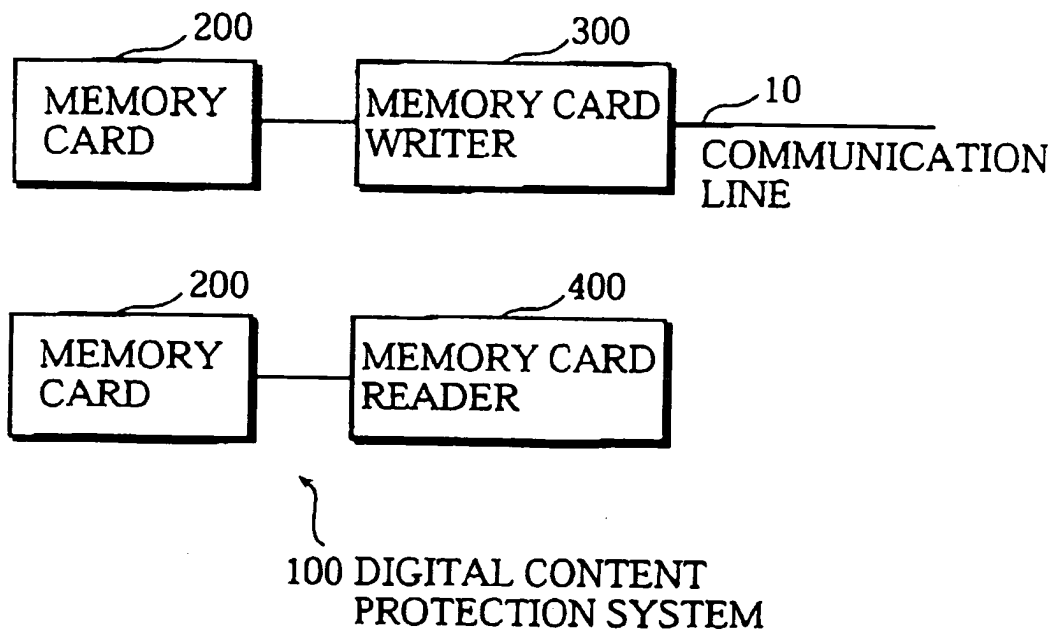 200
300
MEMORY
CARD
MEMORY CARD
WRITER
10
COMMUNICATION
LINE
200
400
MEMORY
CARD
MEMORY CARD
READER
100 DIGITAL CONTENT
PROTECTION SYSTEM